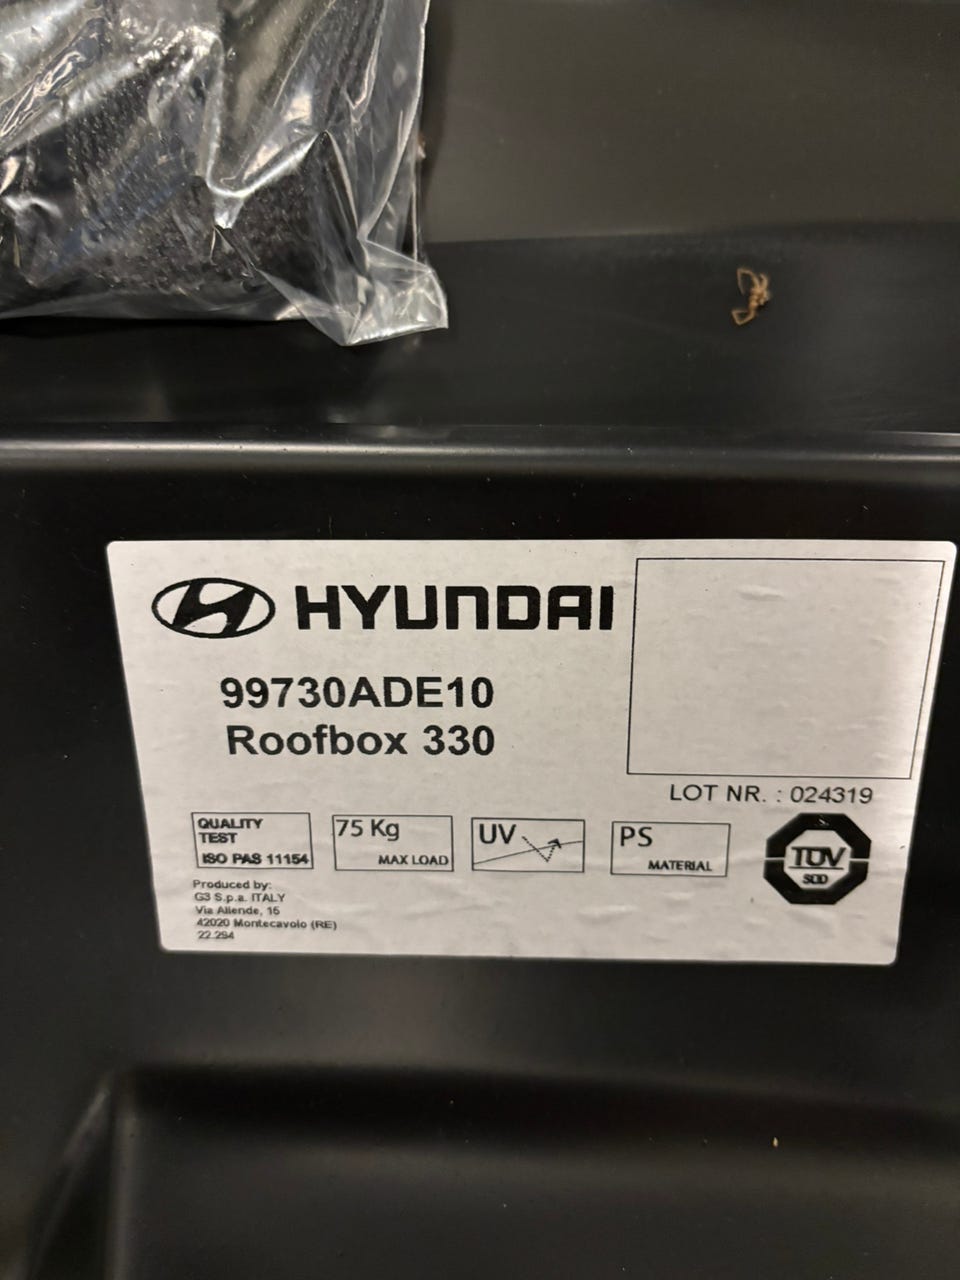 HYUNDAI
99730ADE10
Roofbox 330
LOT NR. : 024319
QUALITY
TEST
ISO PAS 11154
75 Kg
MAX LOAD
UV
PS
MATERIAL
TÜV
SÜD
Produced by:
G3 S.p.a. ITALY
Via Allende, 15
42020 Montecavolo (RE)
22.294